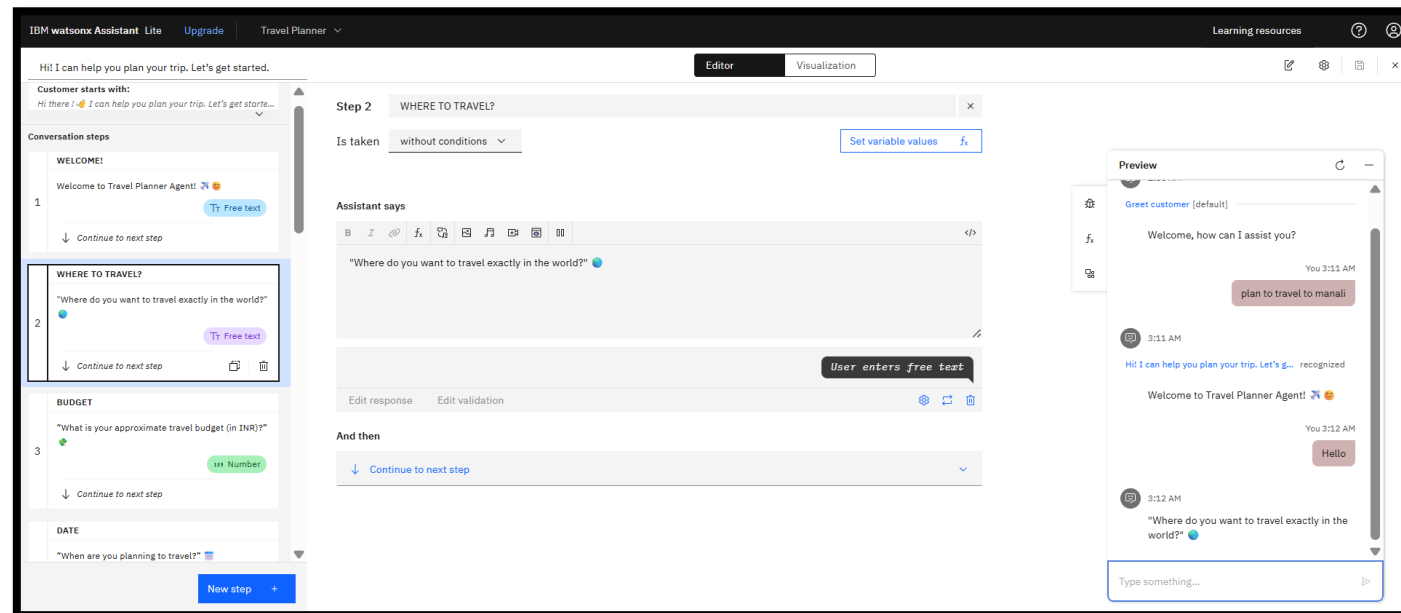 IBM watsonx Assistant Lite Upgrade Travel Planner Learning resources
Hi! I can help you plan your trip. Let's get started.
Editor Visualization
Customer starts with:
Hi there ! 🤞 I can help you plan your trip. Let's get starte...
Conversation steps
1
WELCOME!
Welcome to Travel Planner Agent! ✈️ 😊
Tт Free text
Continue to next step
2
WHERE TO TRAVEL?
"Where do you want to travel exactly in the world?"
🌏
Tт Free text
Continue to next step
3
BUDGET
"What is your approximate travel budget (in INR)?"
💸
123 Number
Continue to next step
DATE
"When are you planning to travel?" 📅
New step +
Step 2 WHERE TO TRAVEL?
Is taken without conditions Set variable values fx
Assistant says
B I fx </>
"Where do you want to travel exactly in the world?" 🌏
User enters free text
Edit response Edit validation
And then
Continue to next step
fx
Preview
Greet customer [default]
Welcome, how can I assist you?
You 3:11 AM
plan to travel to manali
3:11 AM
Hi! I can help you plan your trip. Let's g... recognized
Welcome to Travel Planner Agent! ✈️ 😊
You 3:12 AM
Hello
3:12 AM
"Where do you want to travel exactly in the
world?" 🌏
Type something...